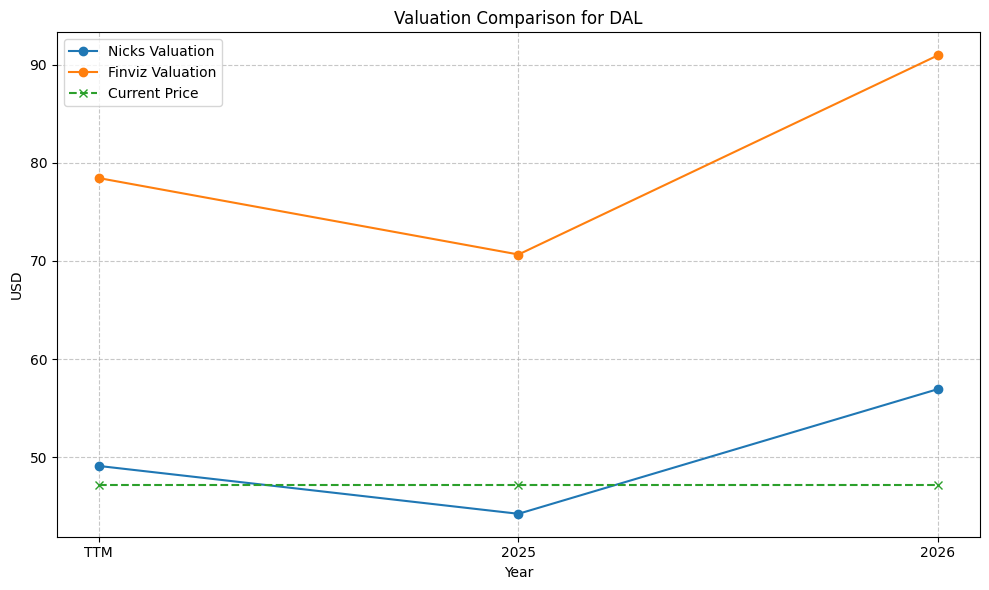 Valuation Comparison for DAL
Nicks Valuation
Finviz Valuation
Current Price
90
80
70
60
50
USD
TTM
2025
2026
Year